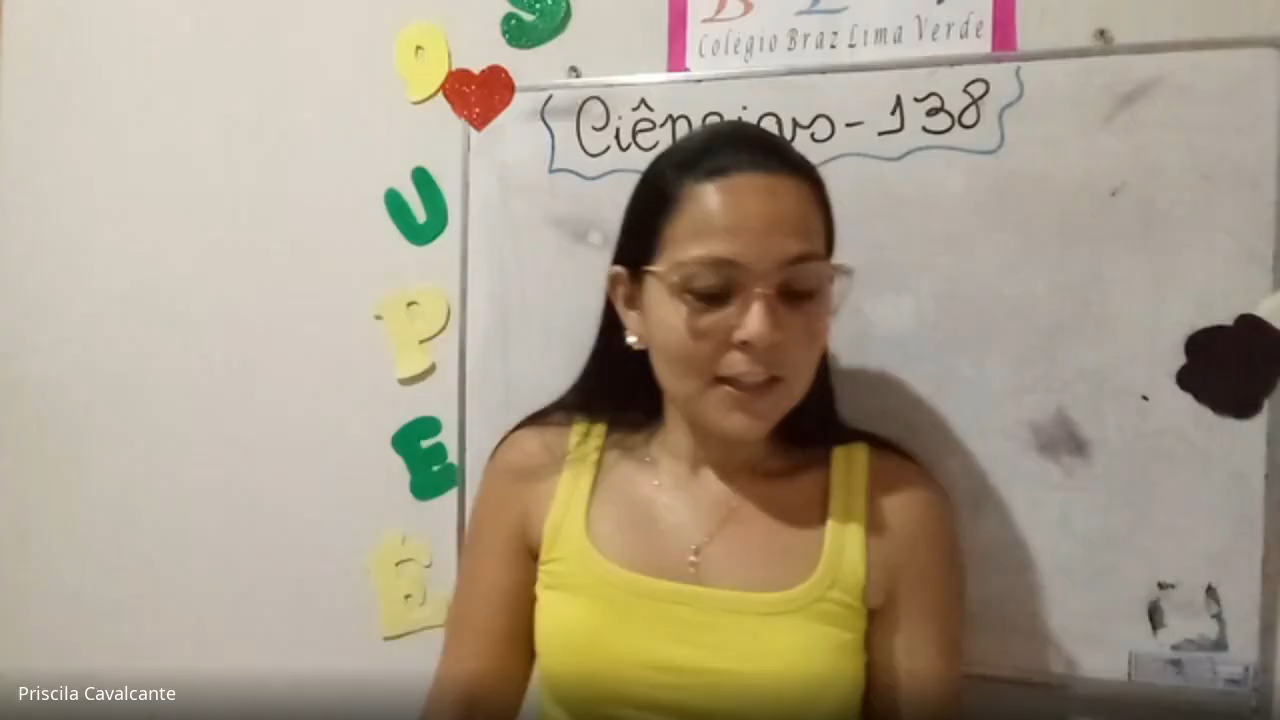 S
Colégio Braz Lima Verde
Ciências - 138
U
P
E
Priscila Cavalcante